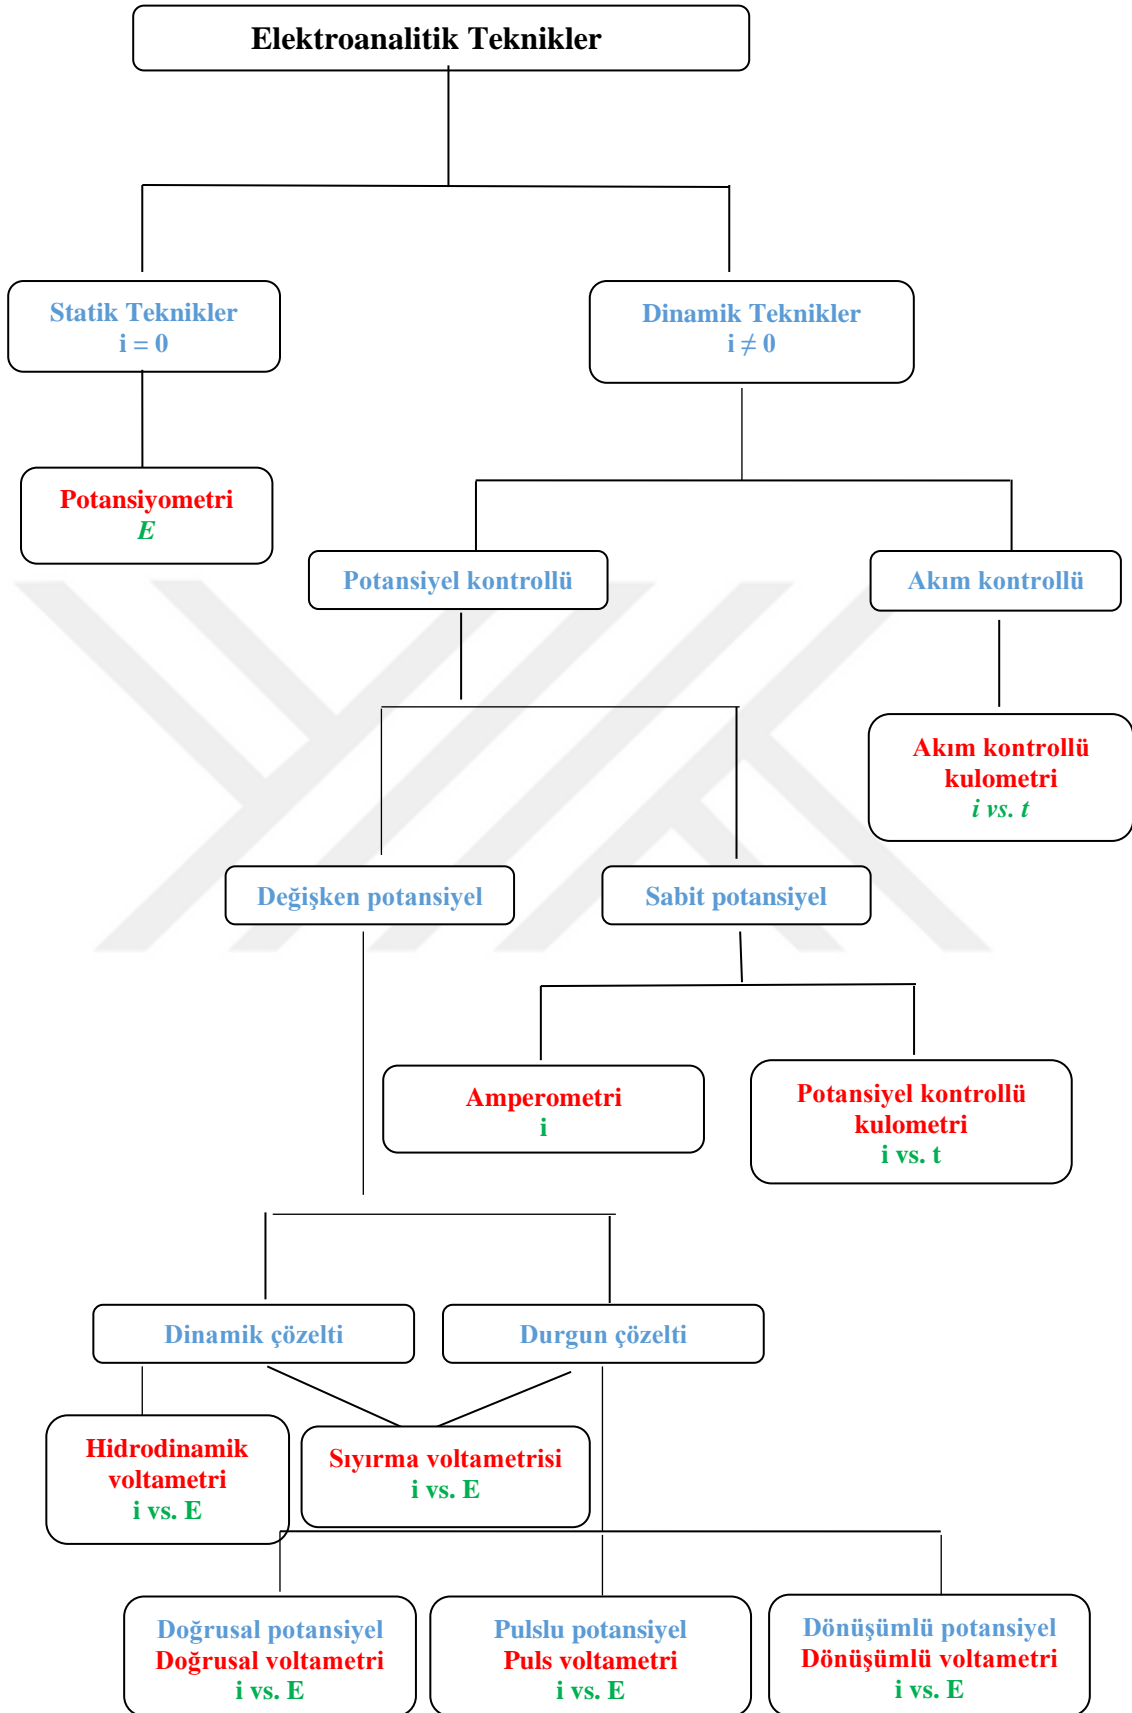 Elektroanalitik Teknikler
Statik Teknikler
i = 0
Dinamik Teknikler
i ≠ 0
Potansiyometri
E
Potansiyel kontrollü
Akım kontrollü
Akım kontrollü
kulometri
i vs. t
Değişken potansiyel
Sabit potansiyel
Amperometri
i
Potansiyel kontrollü
kulometri
i vs. t
Dinamik çözelti
Durgun çözelti
Hidrodinamik
voltametri
i vs. E
Sıyırma voltametrisi
i vs. E
Doğrusal potansiyel
Doğrusal voltametri
i vs. E
Pulslu potansiyel
Puls voltametri
i vs. E
Dönüşümlü potansiyel
Dönüşümlü voltametri
i vs. E